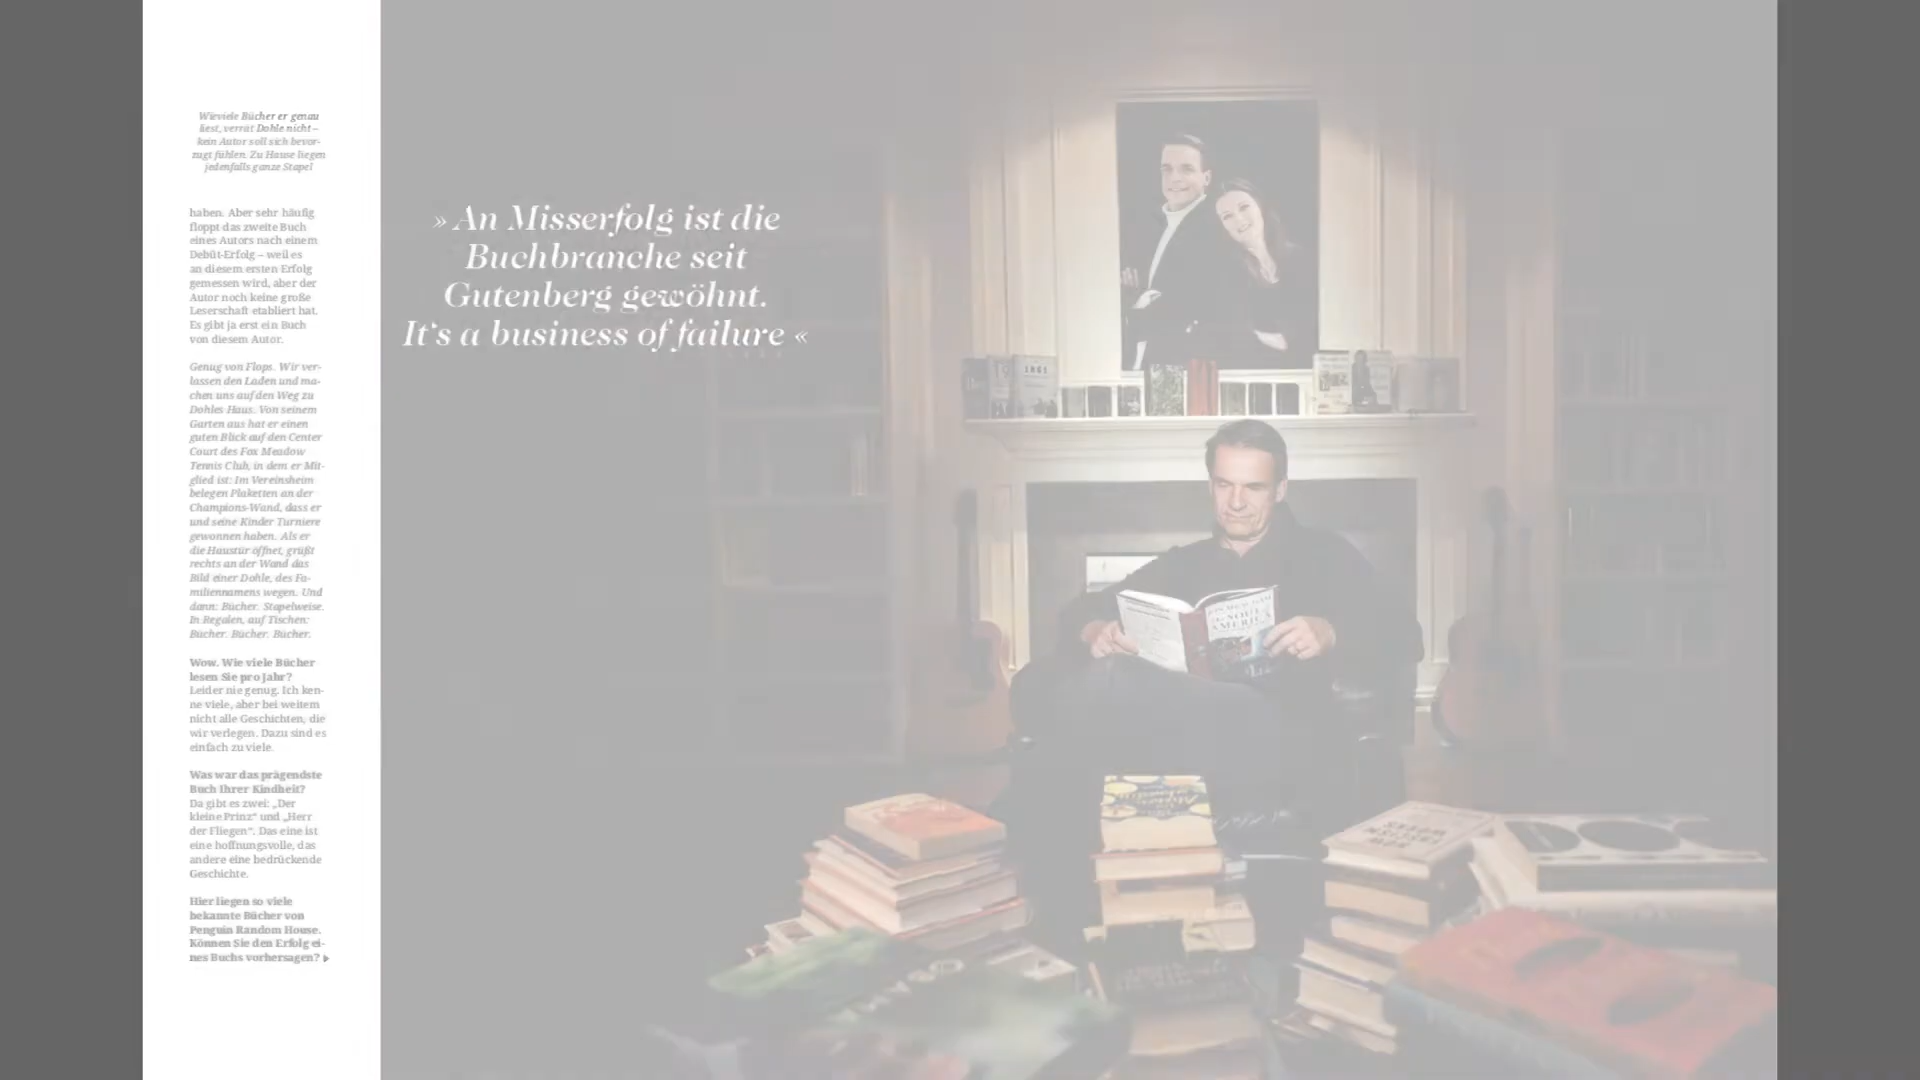 Wieviele Bücher er genau
liest, verrät Dohle nicht –
kein Autor soll sich bevor-
zugt fühlen. Zu Hause liegen
jedenfalls ganze Stapel
haben. Aber sehr häufig
floppt das zweite Buch
eines Autors nach einem
Debüt-Erfolg – weil es
an diesem ersten Erfolg
gemessen wird, aber der
Autor noch keine große
Leserschaft etabliert hat.
Es gibt ja erst ein Buch
von diesem Autor.
Genug von Flops. Wir ver-
lassen den Laden und ma-
chen uns auf den Weg zu
Dohles Haus. Von seinem
Garten aus hat er einen
guten Blick auf den Center
Court des Fox Meadow
Tennis Club, in dem er Mit-
glied ist: Im Vereinsheim
belegen Plaketten an der
Champions-Wand, dass er
und seine Kinder Turniere
gewonnen haben. Als er
die Haustür öffnet, grüßt
rechts an der Wand das
Bild einer Dohle, des Fa-
miliennamens wegen. Und
dann: Bücher. Stapelweise.
In Regalen, auf Tischen:
Bücher. Bücher. Bücher.
Wow. Wie viele Bücher
lesen Sie pro Jahr?
Leider nie genug. Ich ken-
ne viele, aber bei weitem
nicht alle Geschichten, die
wir verlegen. Dazu sind es
einfach zu viele.
Was war das prägendste
Buch Ihrer Kindheit?
Da gibt es zwei: „Der
kleine Prinz“ und „Herr
der Fliegen“. Das eine ist
eine hoffnungsvolle, das
andere eine bedrückende
Geschichte.
Hier liegen so viele
bekannte Bücher von
Penguin Random House.
Können Sie den Erfolg ei-
nes Buchs vorhersagen?
» An Misserfolg ist die
Buchbranche seit
Gutenberg gewöhnt.
It‘s a business of failure «
1861
THE SOUL of
AMERICA